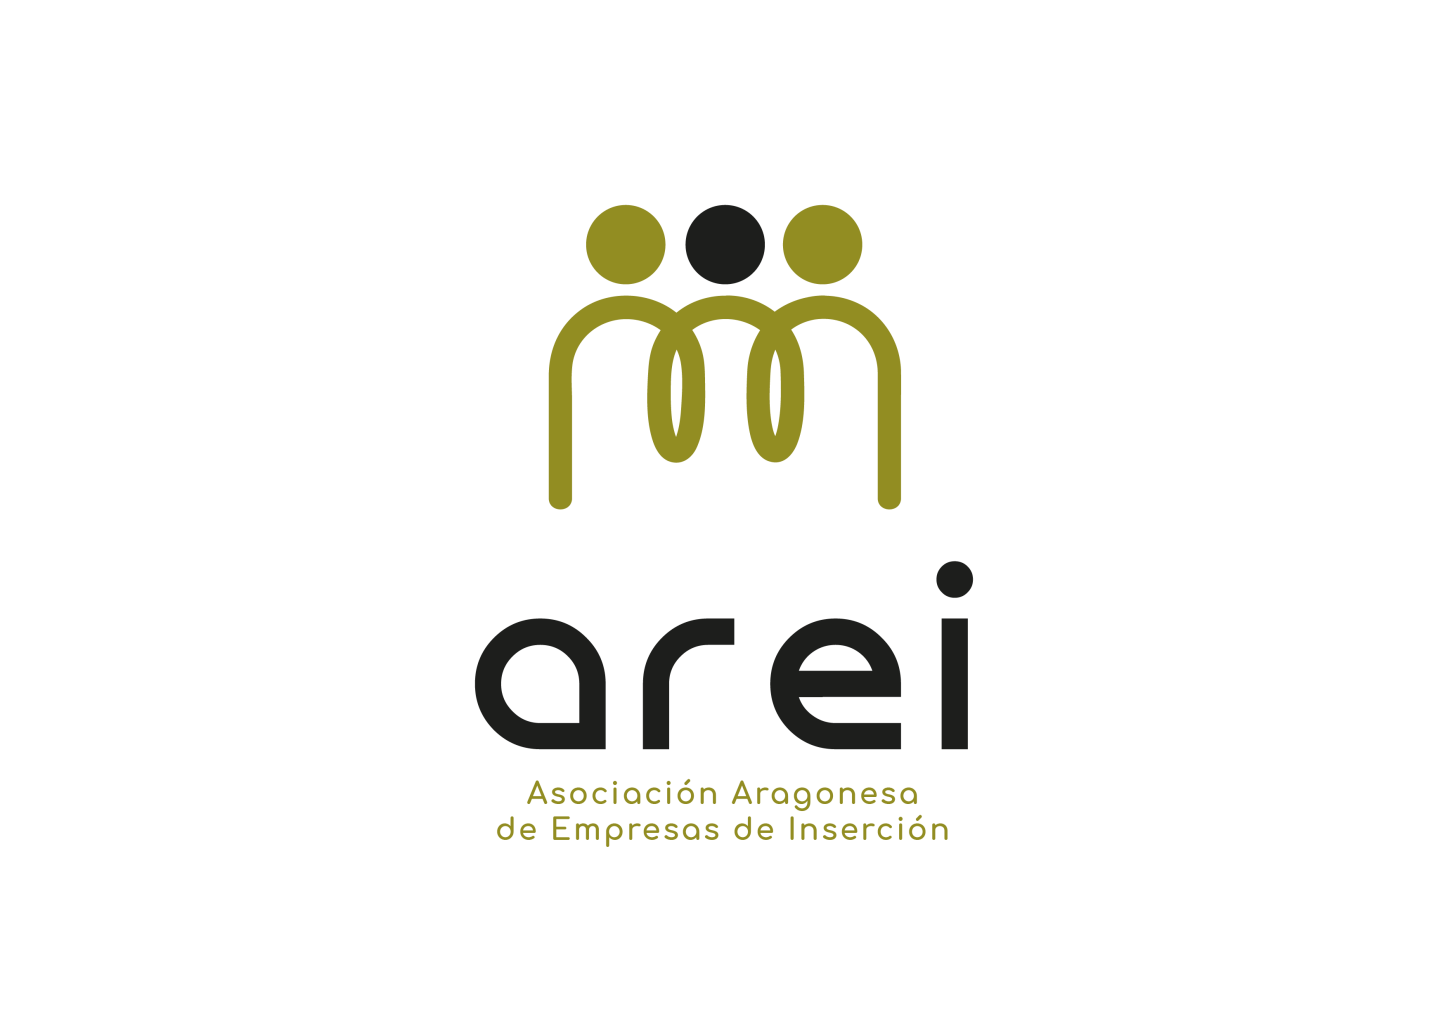 arei
Asociación Aragonesa
de Empresas de Inserción